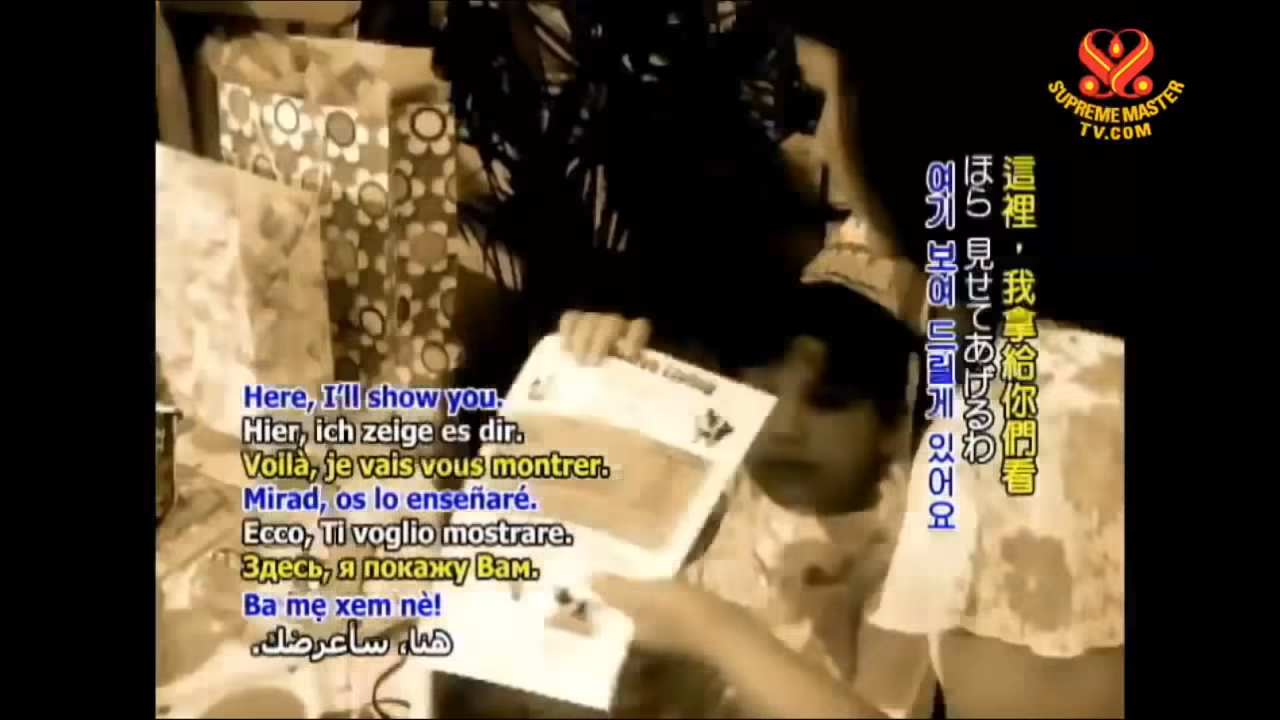 SUPREME MASTER
TV.COM
這裡，我拿給你們看
ほら 見せてあげるわ
여기 보여 드릴게 있어요
Here, I'll show you.
Hier, ich zeige es dir.
Voilà, je vais vous montrer.
Mirad, os lo enseñaré.
Ecco, Ti voglio mostrare.
Здесь, я покажу Вам.
Ba mẹ xem nè!
هنا، سأعرضك.